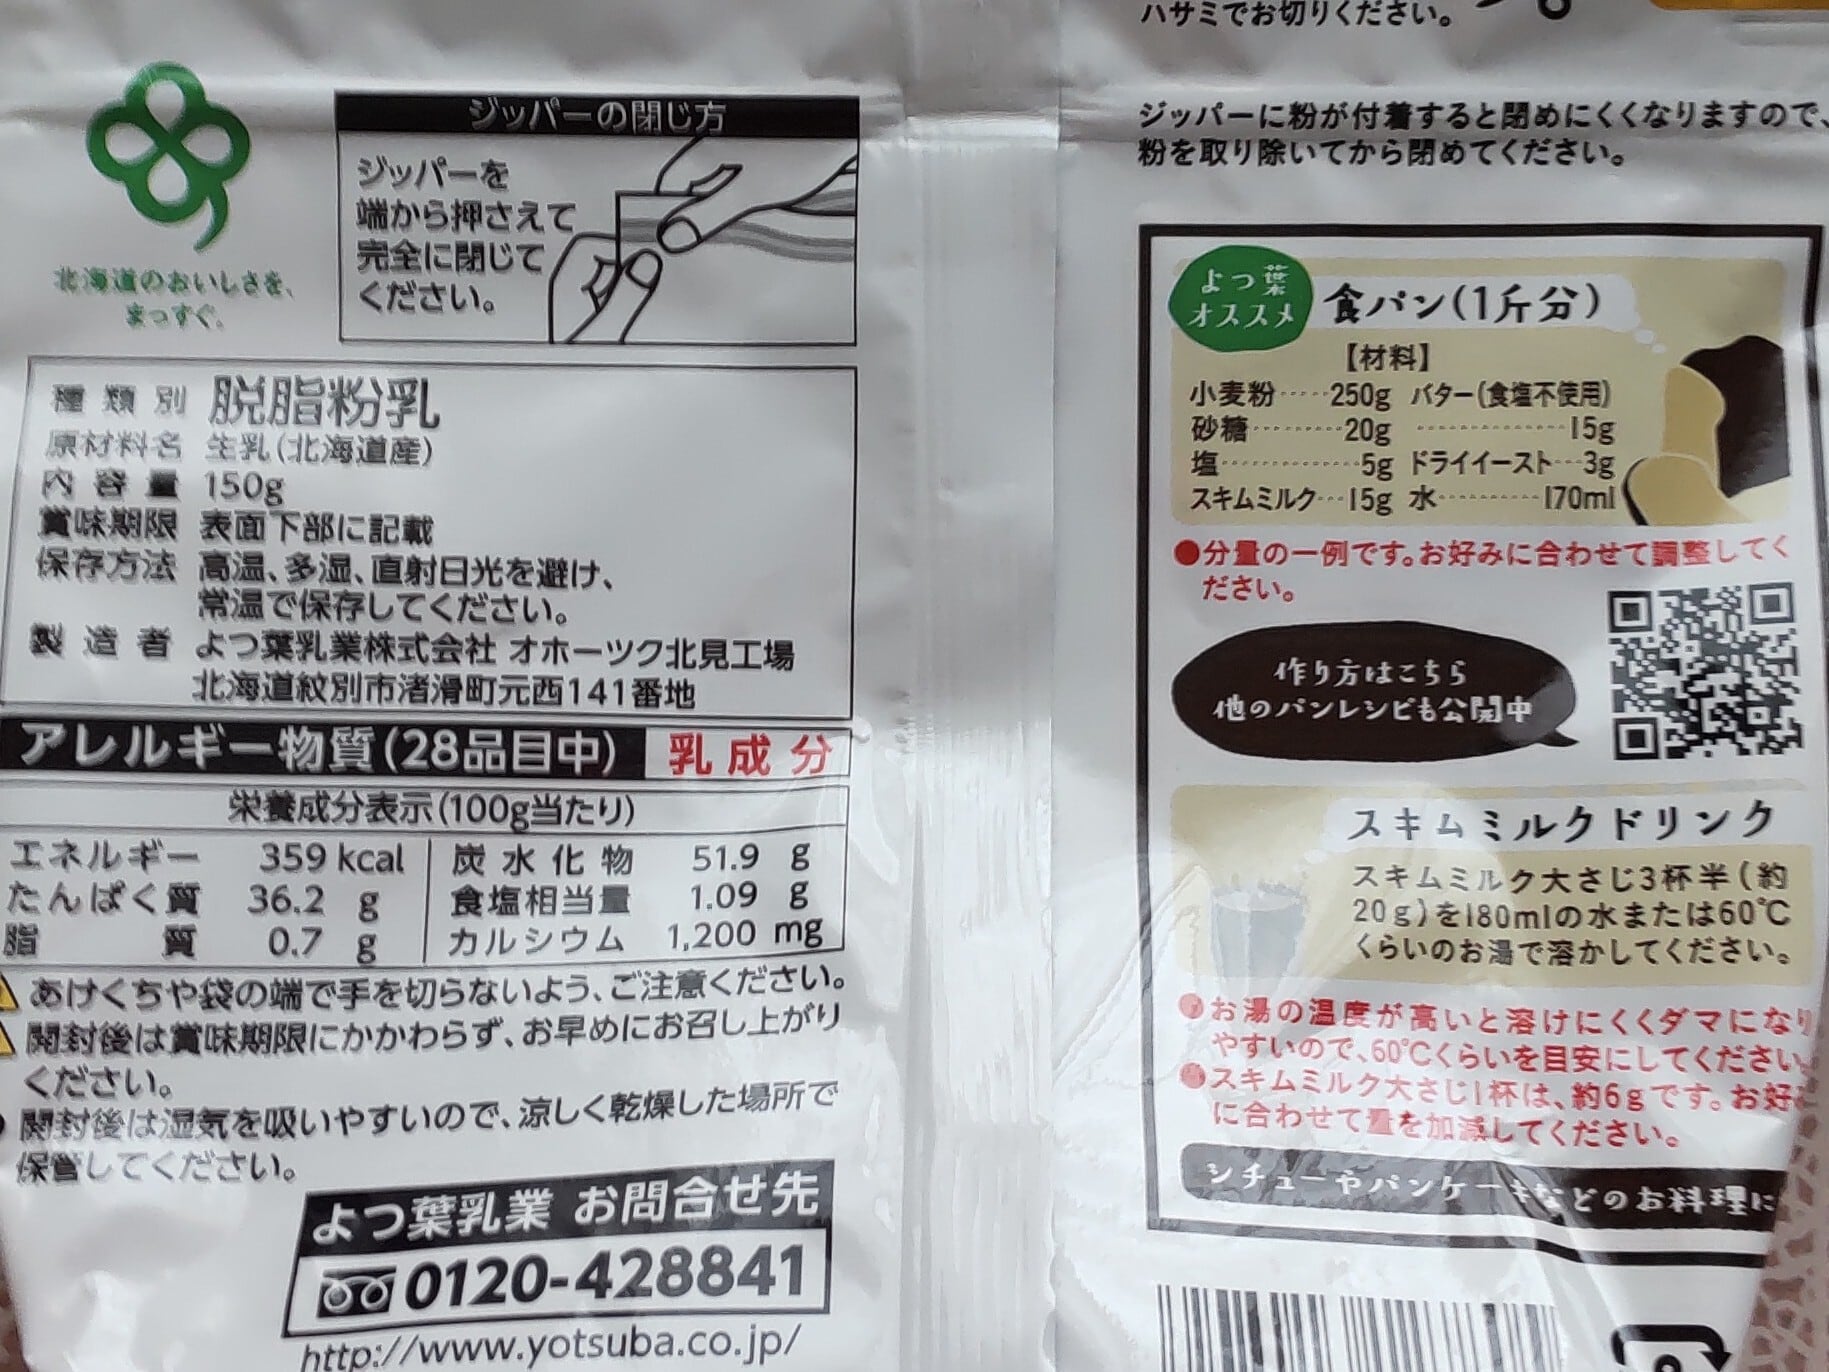 北海道のおいしさを、
まっすぐ。
ジッパーの閉じ方
ジッパーを
端から押さえて
完全に閉じて
ください。
種類別 脱脂粉乳
原材料名 生乳(北海道産)
内容量 150g
賞味期限 表面下部に記載
保存方法 高温、多湿、直射日光を避け、
常温で保存してください。
製造者 よつ葉乳業株式会社 オホーツク北見工場
北海道紋別市渚滑町元西141番地
アレルギー物質(28品目中) 乳成分
栄養成分表示(100g当たり)
エネルギー 359 kcal 炭水化物 51.9 g
たんぱく質 36.2 g 食塩相当量 1.09 g
脂質 0.7 g カルシウム 1,200 mg
あけくちや袋の端で手を切らないよう、ご注意ください。
開封後は賞味期限にかかわらず、お早めにお召し上がり
ください。
開封後は湿気を吸いやすいので、涼しく乾燥した場所で
保管してください。
よつ葉乳業 お問合せ先
0120-428841
http://www.yotsuba.co.jp/
ハサミでお切りください。
ジッパーに粉が付着すると閉めにくくなりますので、
粉を取り除いてから閉めてください。
よつ葉
オススメ
食パン(1斤分)
【材料】
小麦粉……250g バター(食塩不使用)
砂糖………20g ……………15g
塩……………5g ドライイースト…3g
スキムミルク…15g 水…………170ml
●分量の一例です。お好みに合わせて調整してく
ださい。
作り方はこちら
他のパンレシピも公開中
スキムミルクドリンク
スキムミルク大さじ3杯半(約
20g)を180mlの水または60℃
くらいのお湯で溶かしてください。
●お湯の温度が高いと溶けにくくダマになり
やすいので、60℃くらいを目安にしてください。
●スキムミルク大さじ1杯は、約6gです。お好み
に合わせて量を加減してください。
シチューやパンケーキなどのお料理に